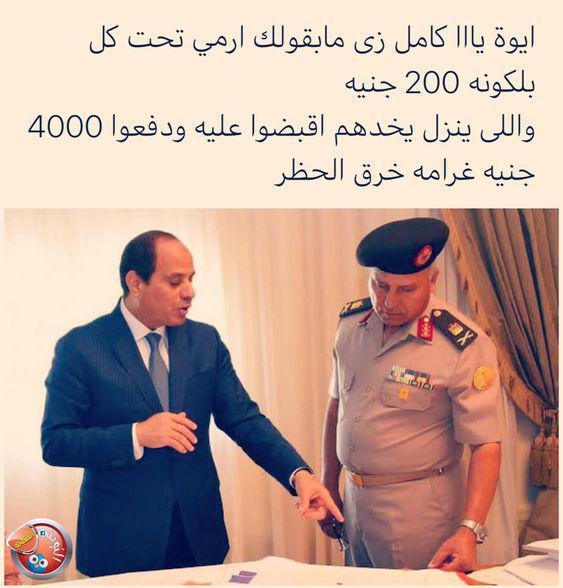 ايوة يااا كامل زى مابقولك ارمي تحت كل
بلكونه 200 جنيه
واللى ينزل يخدهم اقبضوا عليه ودفعوا 4000
جنيه غرامه خرق الحظر